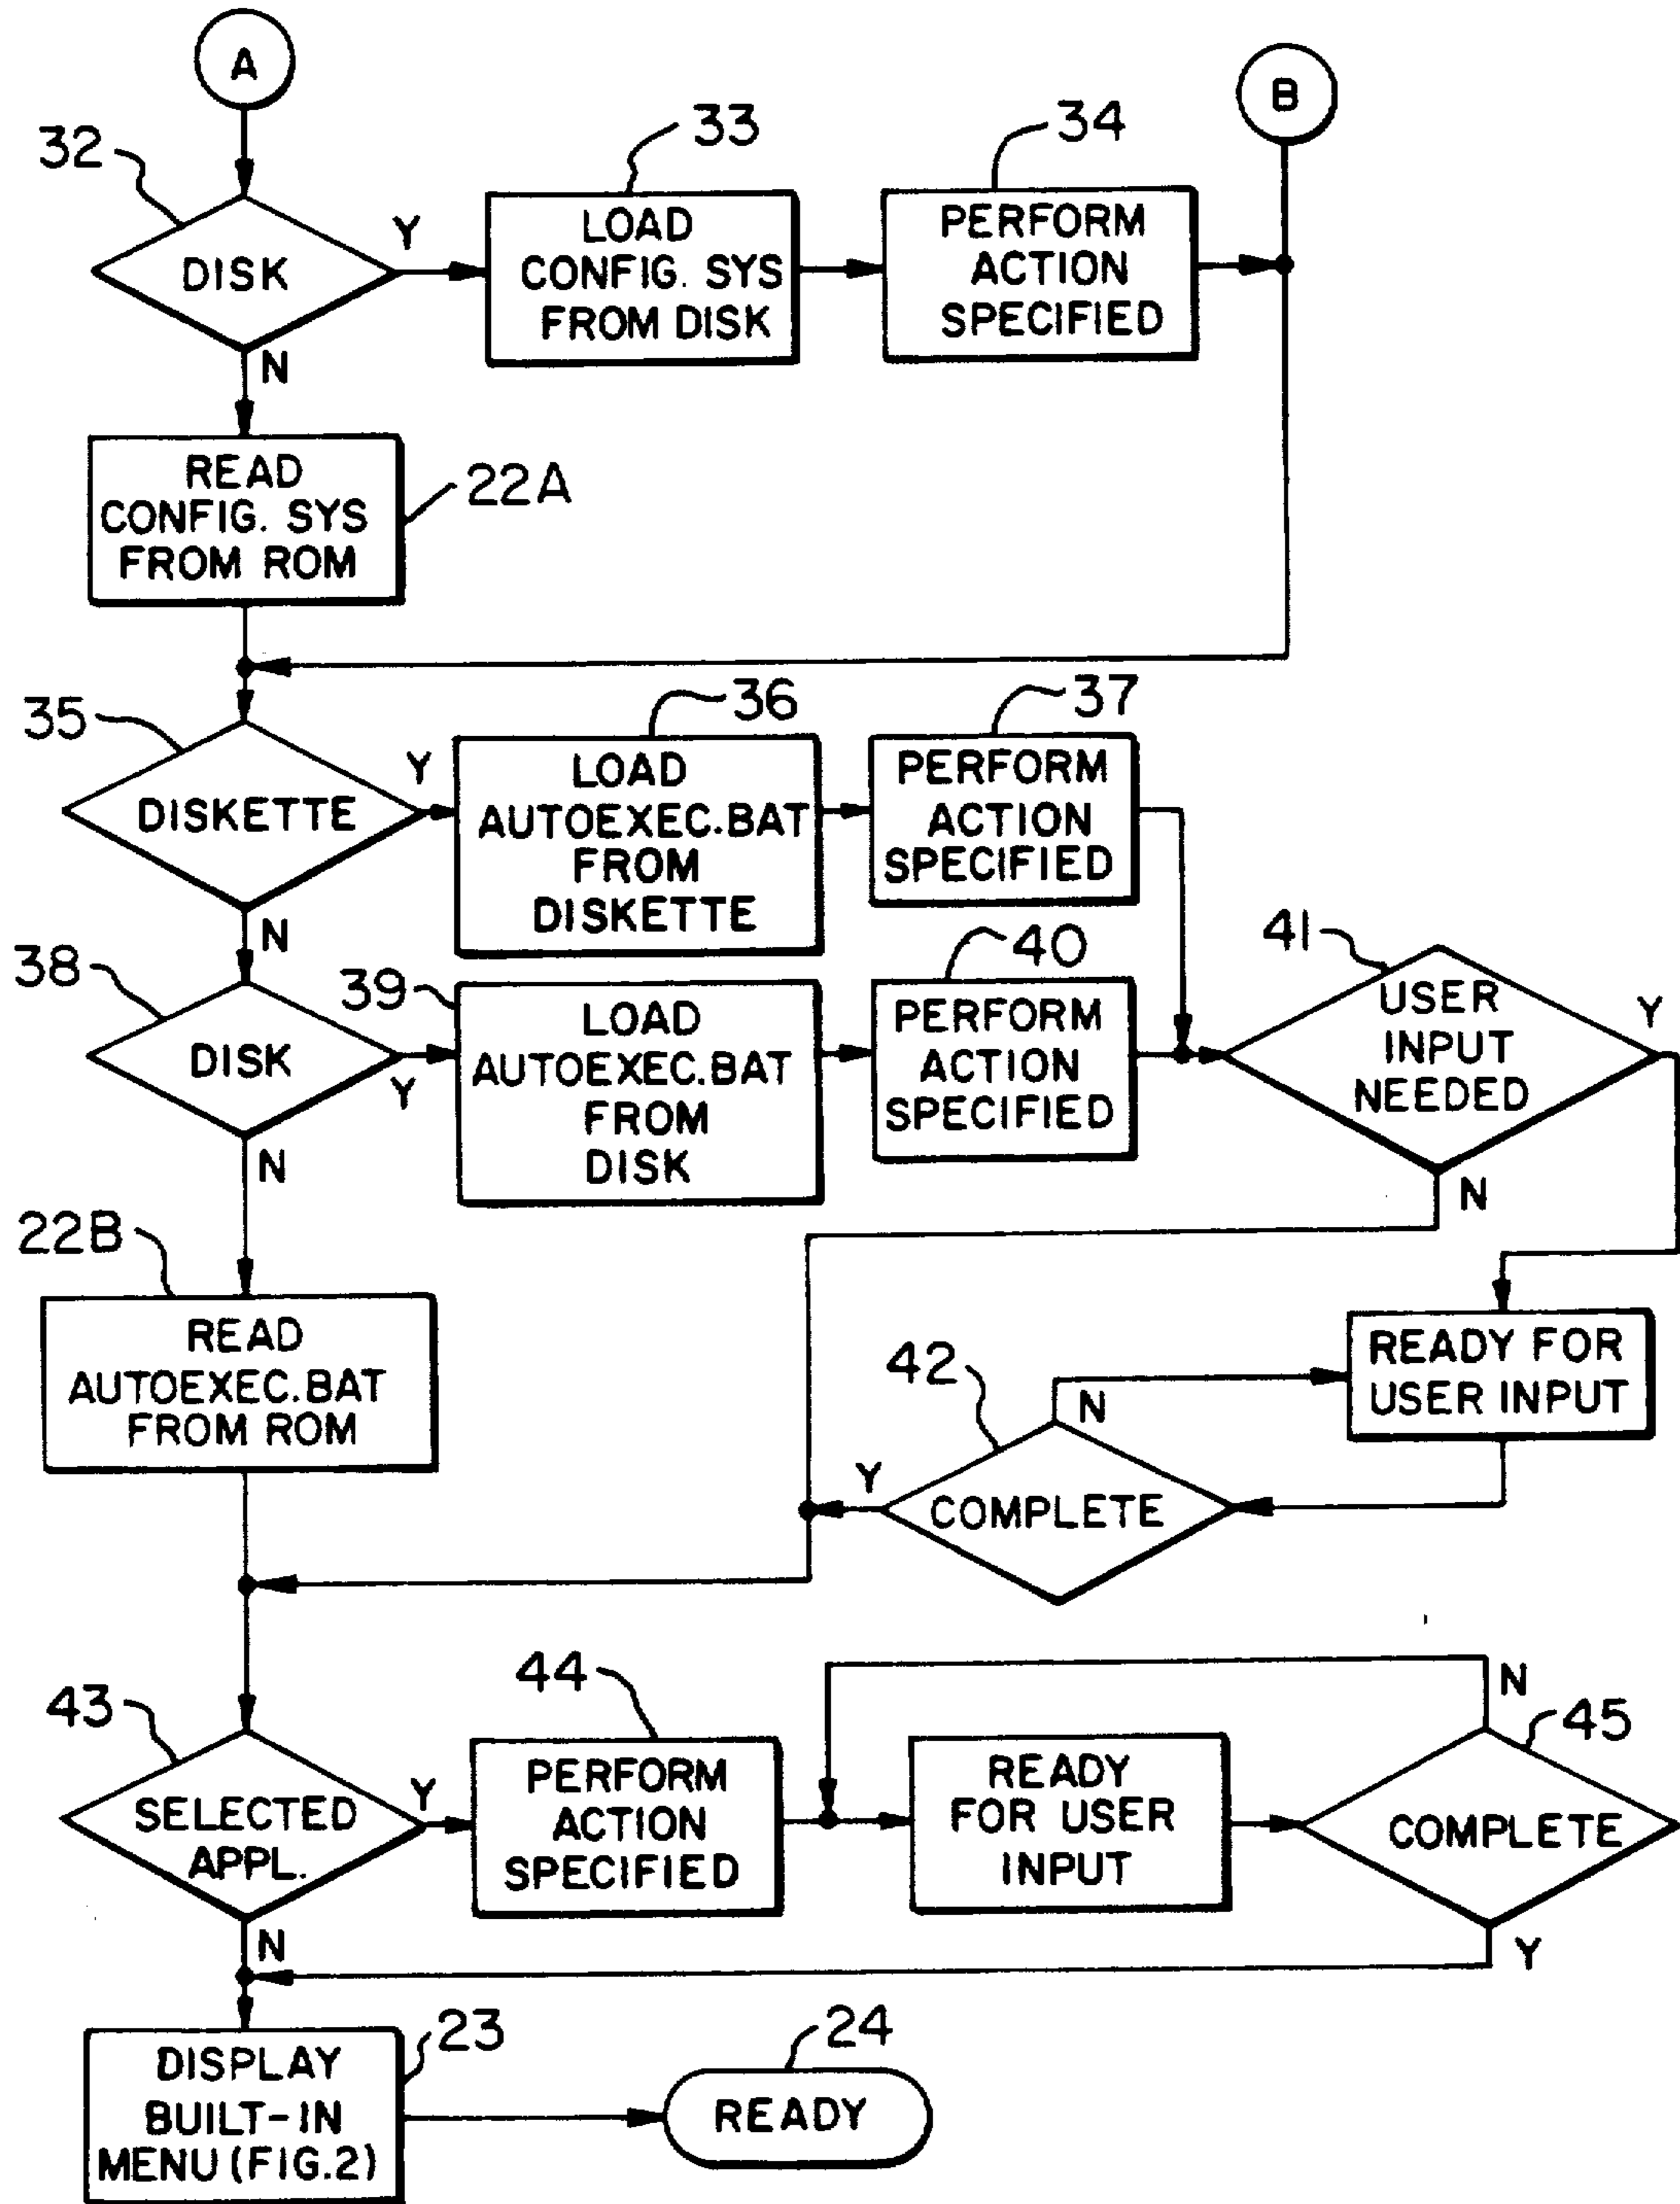 A
B
32
33
34
DISK
Y
LOAD
CONFIG. SYS
FROM DISK
PERFORM
ACTION
SPECIFIED
N
READ
CONFIG. SYS
FROM ROM
22A
35
36
37
DISKETTE
Y
LOAD
AUTOEXEC.BAT
FROM
DISKETTE
PERFORM
ACTION
SPECIFIED
N
38
39
40
41
DISK
Y
LOAD
AUTOEXEC.BAT
FROM
DISK
PERFORM
ACTION
SPECIFIED
USER
INPUT
NEEDED
Y
N
N
22B
READ
AUTOEXEC.BAT
FROM ROM
42
N
READY FOR
USER INPUT
Y
COMPLETE
43
44
45
SELECTED
APPL.
Y
PERFORM
ACTION
SPECIFIED
READY
FOR USER
INPUT
N
COMPLETE
N
Y
23
24
DISPLAY
BUILT-IN
MENU (FIG.2)
READY